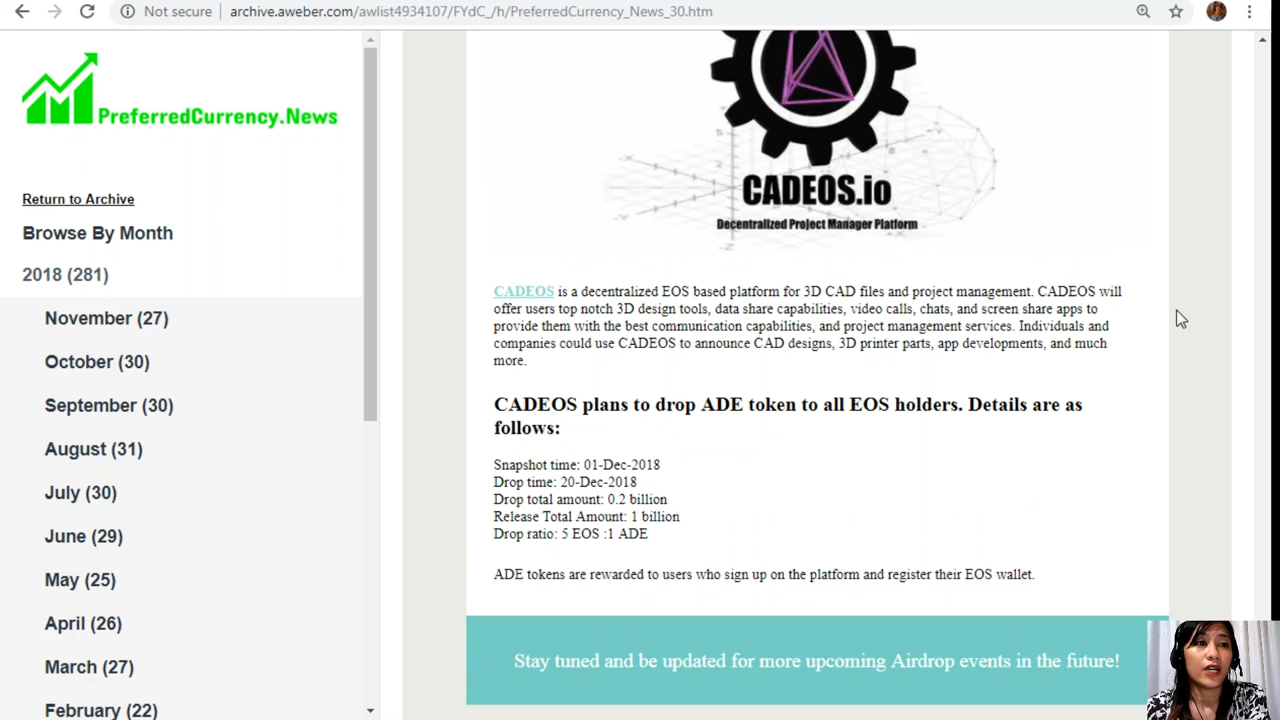 Not secure
archive.aweber.com/awlist4934107/FYdC_/h/PreferredCurrency_News_30.htm
PreferredCurrency.News
Return to Archive
Browse By Month
2018 (281)
November (27)
October (30)
September (30)
August (31)
July (30)
June (29)
May (25)
April (26)
March (27)
February (22)
CADEOS.io
Decentralized Project Manager Platform
CADEOS is a decentralized EOS based platform for 3D CAD files and project management. CADEOS will
offer users top notch 3D design tools, data share capabilities, video calls, chats, and screen share apps to
provide them with the best communication capabilities, and project management services. Individuals and
companies could use CADEOS to announce CAD designs, 3D printer parts, app developments, and much
more.
CADEOS plans to drop ADE token to all EOS holders. Details are as
follows:
Snapshot time: 01-Dec-2018
Drop time: 20-Dec-2018
Drop total amount: 0.2 billion
Release Total Amount: 1 billion
Drop ratio: 5 EOS :1 ADE
ADE tokens are rewarded to users who sign up on the platform and register their EOS wallet.
Stay tuned and be updated for more upcoming Airdrop events in the future!